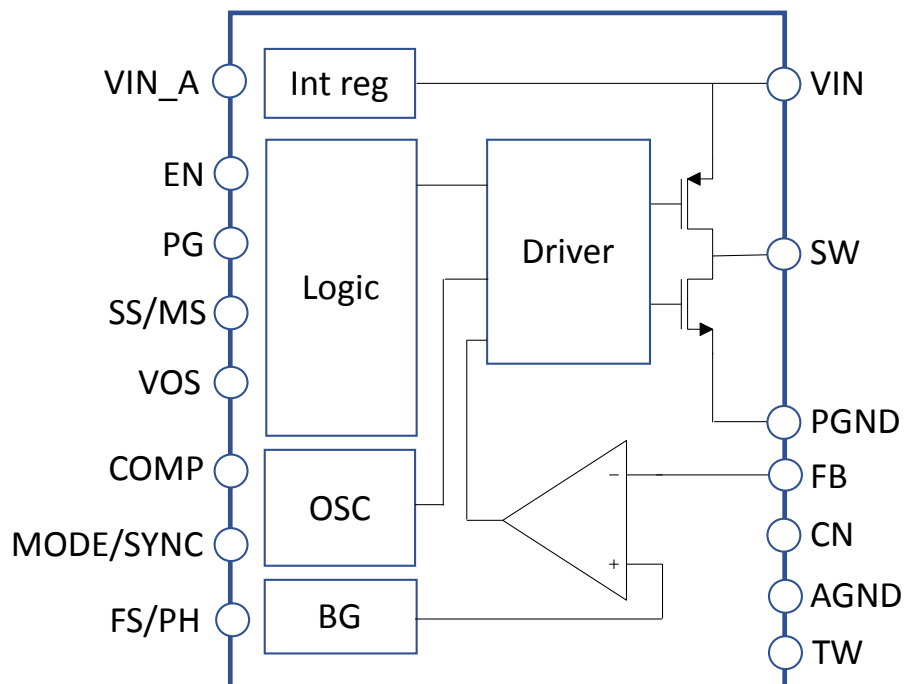 VIN_A
EN
PG
SS/MS
VOS
COMP
MODE/SYNC
FS/PH
Int reg
Logic
OSC
BG
Driver
−
+
VIN
SW
PGND
FB
CN
AGND
TW